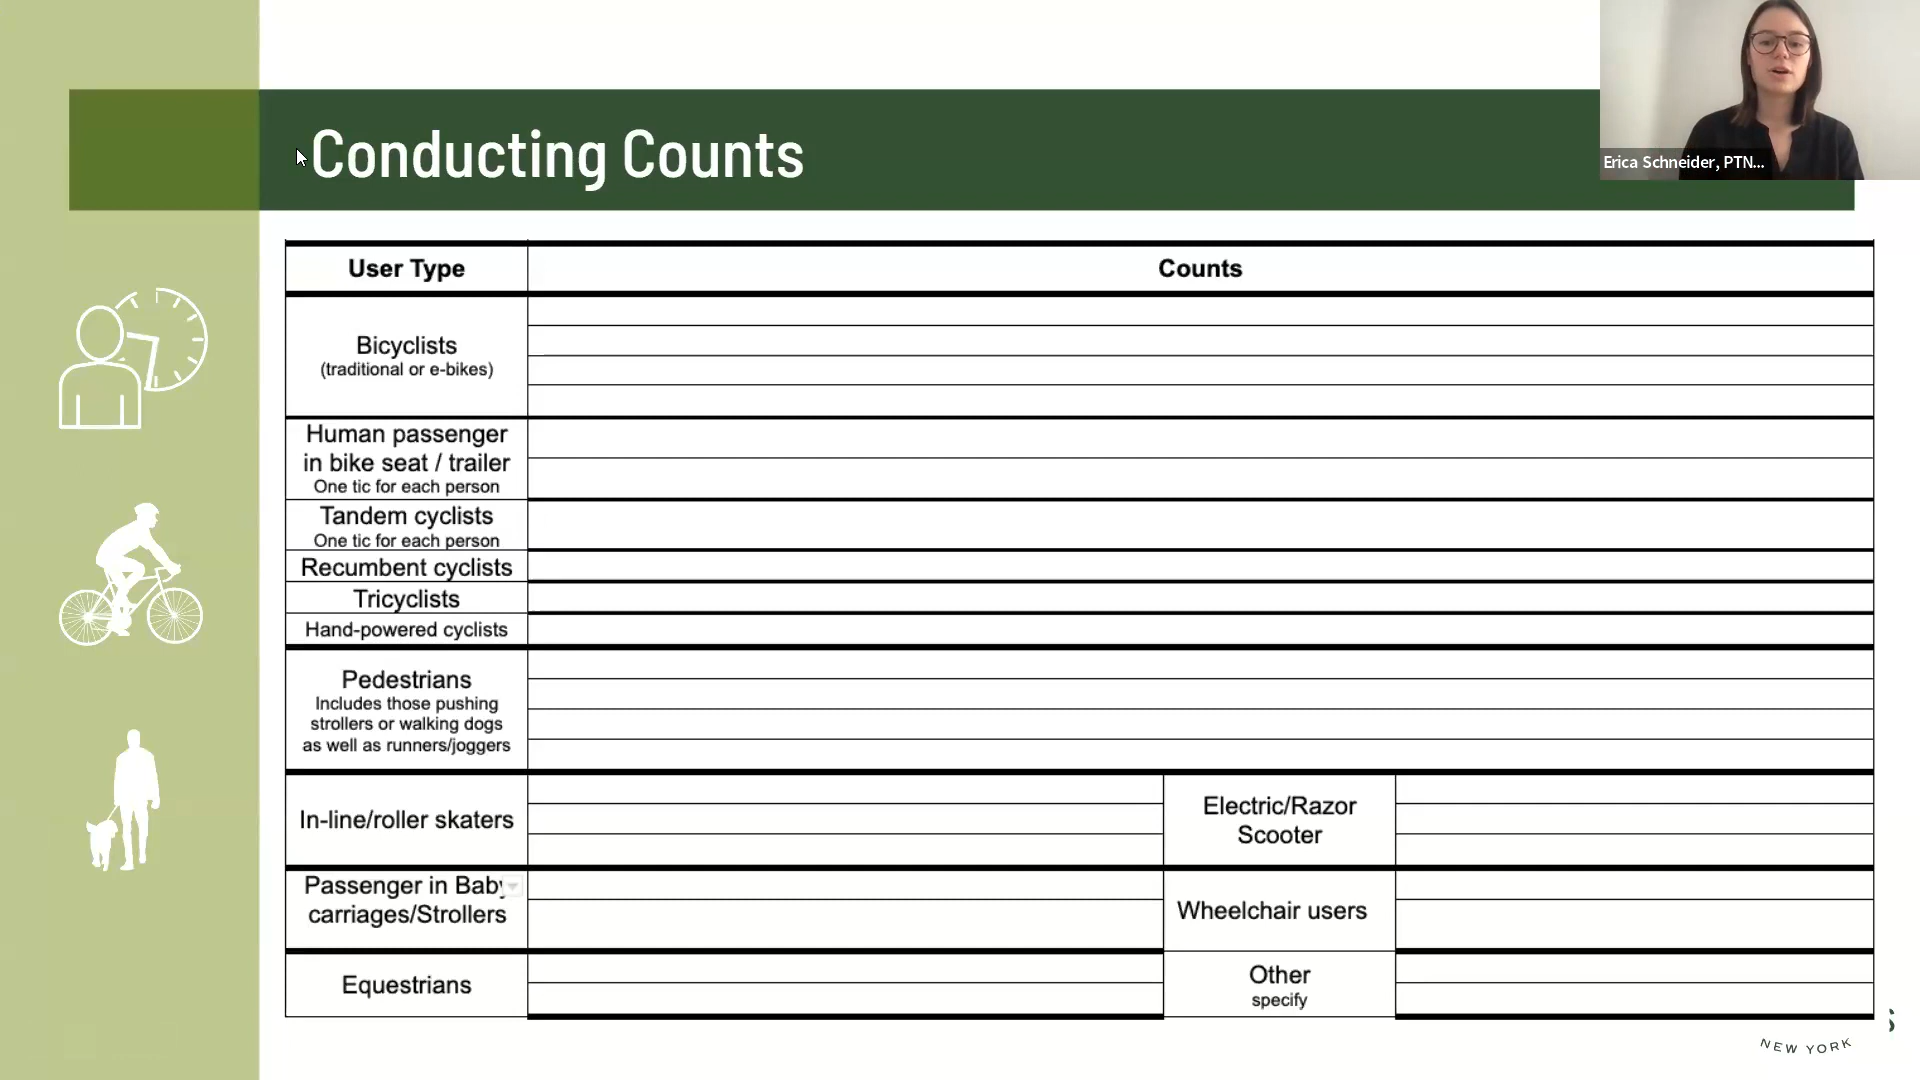 Conducting Counts
Erica Schneider, PTN...
User Type
Counts
Bicyclists
(traditional or e-bikes)
Human passenger
in bike seat / trailer
One tic for each person
Tandem cyclists
One tic for each person
Recumbent cyclists
Tricyclists
Hand-powered cyclists
Pedestrians
Includes those pushing
strollers or walking dogs
as well as runners/joggers
In-line/roller skaters
Electric/Razor
Scooter
Passenger in Baby
carriages/Strollers
Wheelchair users
Equestrians
Other
specify
S
NEW YORK